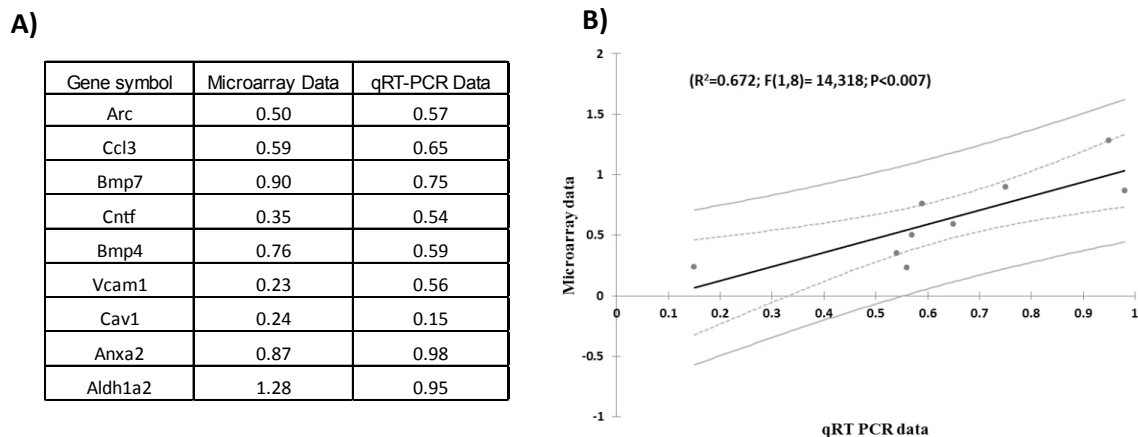 A)
Gene symbol Microarray Data qRT-PCR Data
Arc 0.50 0.57
Ccl3 0.59 0.65
Bmp7 0.90 0.75
Cntf 0.35 0.54
Bmp4 0.76 0.59
Vcam1 0.23 0.56
Cav1 0.24 0.15
Anxa2 0.87 0.98
Aldh1a2 1.28 0.95
B)
(R²=0.672; F(1,8)= 14,318; P<0.007)
Microarray data
2
1.5
1
0.5
0
-0.5
-1
0 0.1 0.2 0.3 0.4 0.5 0.6 0.7 0.8 0.9 1
qRT PCR data